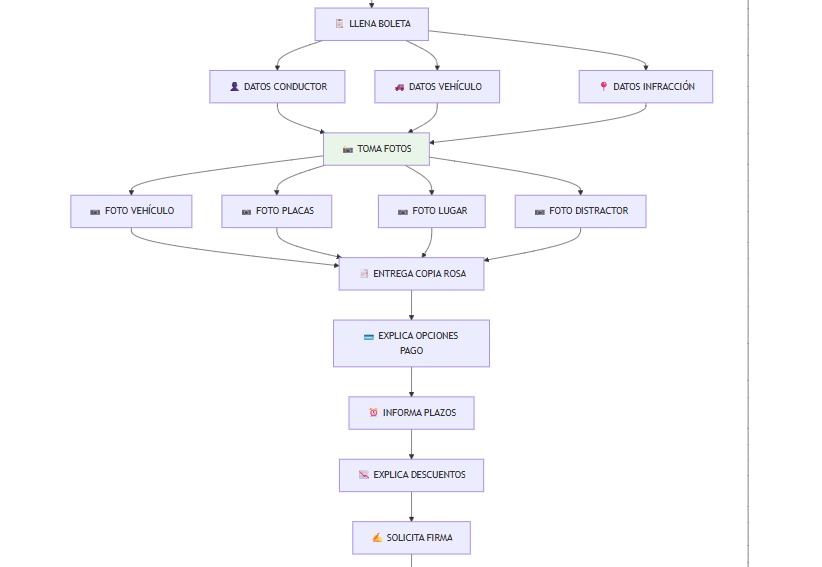 LLENA BOLETA
DATOS CONDUCTOR
DATOS VEHÍCULO
DATOS INFRACCIÓN
TOMA FOTOS
FOTO VEHÍCULO
FOTO PLACAS
FOTO LUGAR
FOTO DISTRACTOR
ENTREGA COPIA ROSA
EXPLICA OPCIONES
PAGO
INFORMA PLAZOS
EXPLICA DESCUENTOS
SOLICITA FIRMA